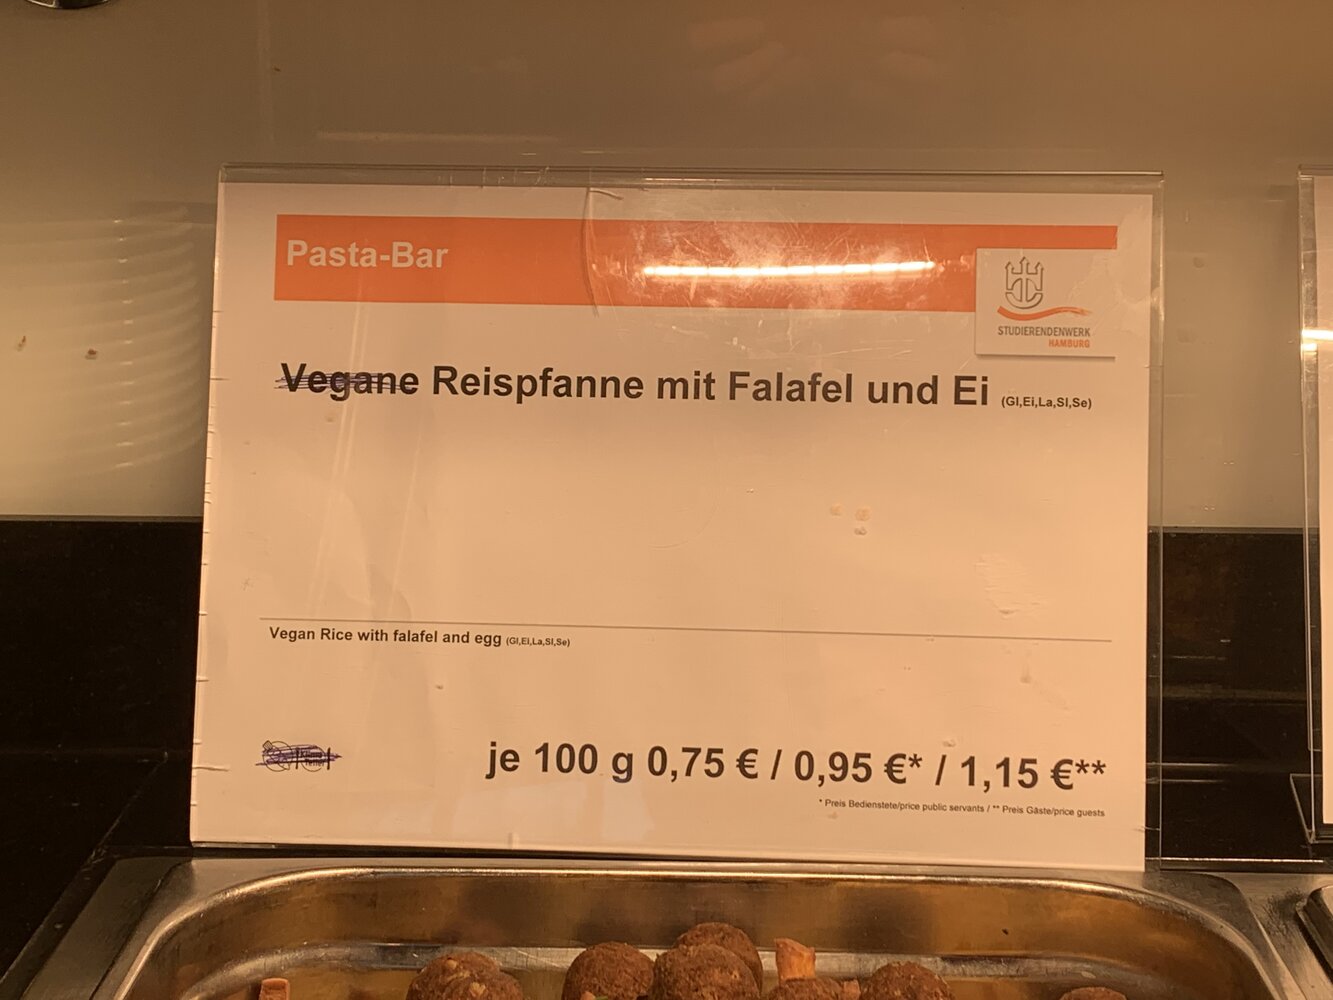 Pasta-Bar
STUDIERENDENWERK
HAMBURG
Vegane Reispfanne mit Falafel und Ei (Gl,Ei,La,Sl,Se)
Vegan Rice with falafel and egg (Gl,Ei,La,Sl,Se)
je 100 g 0,75 € / 0,95 €* / 1,15 €**
* Preis Bedienstete/price public servants / ** Preis Gäste/price guests